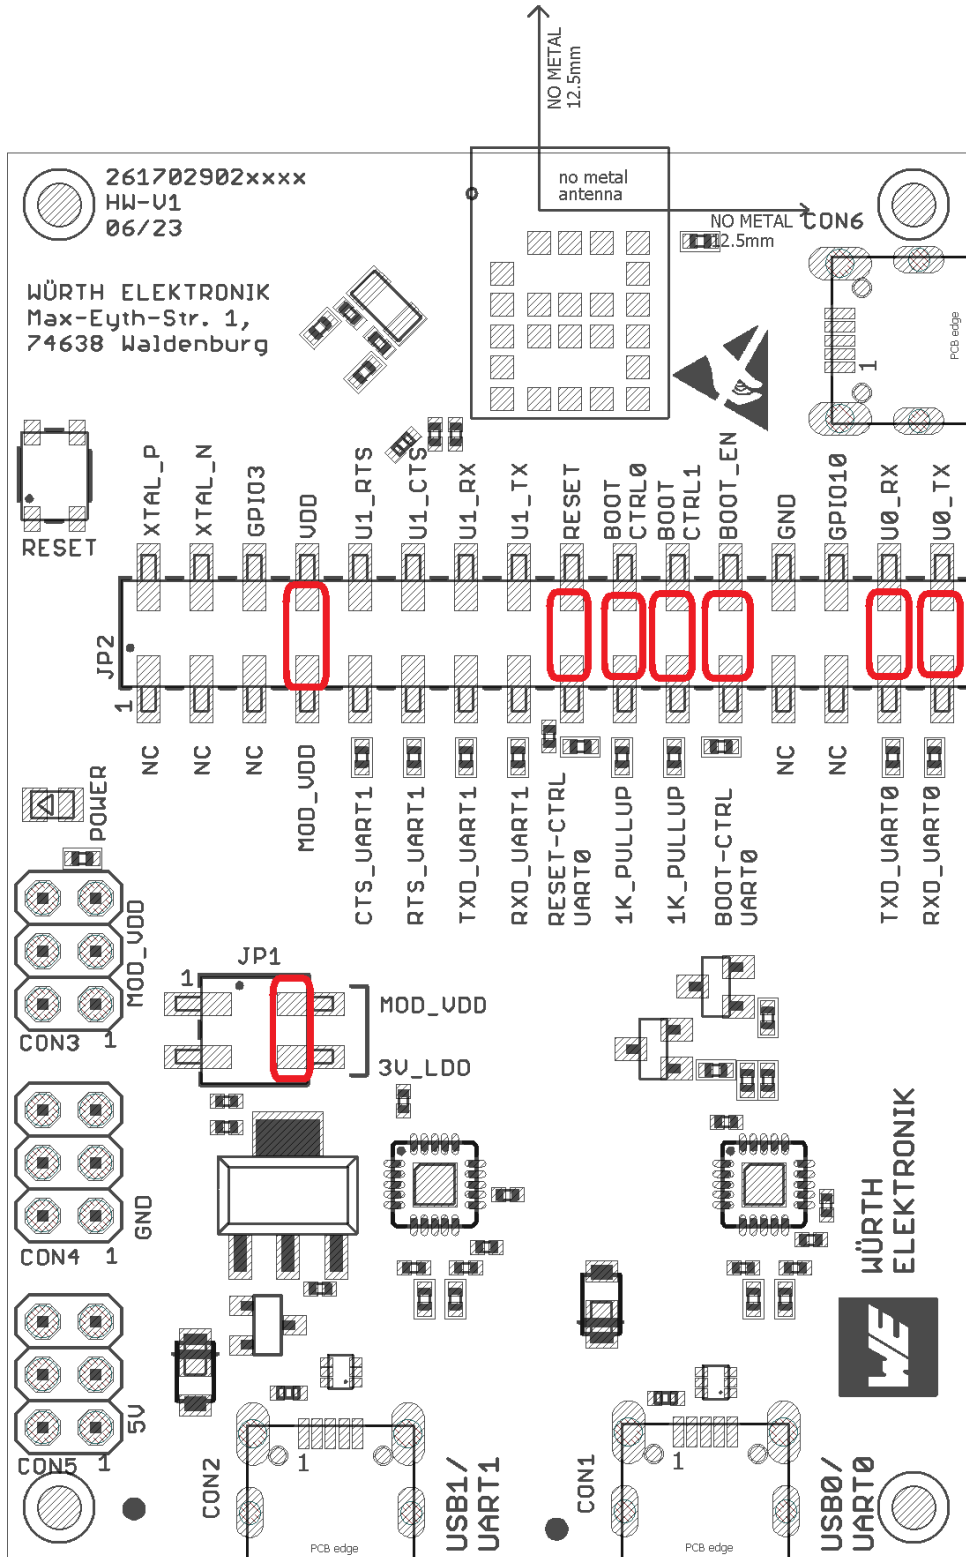 NO METAL
12.5mm
261702902xxxx
HW-V1
06/23
no metal
antenna
NO METAL
12.5mm
CON6
WÜRTH ELEKTRONIK
Max-Eyth-Str. 1,
74638 Waldenburg
PCB edge
1
RESET
XTAL_P
XTAL_N
GPIO3
VDD
U1_RTS
U1_CTS
U1_RX
U1_TX
RESET
BOOT
CTRL0
BOOT
CTRL1
BOOT_EN
GND
GPIO10
U0_RX
U0_TX
JP2
1
NC
NC
NC
MOD_VDD
CTS_UART1
RTS_UART1
TXD_UART1
RXD_UART1
RESET-CTRL
UART0
1K_PULLUP
1K_PULLUP
BOOT-CTRL
UART0
NC
NC
TXD_UART0
RXD_UART0
POWER
MOD_VDD
CON3 1
JP1
1
MOD_VDD
3V_LDO
GND
CON4 1
WÜRTH
ELEKTRONIK
WE
5V
CON5 1
CON2
1
PCB edge
USB1/
UART1
CON1
1
PCB edge
USB0/
UART0